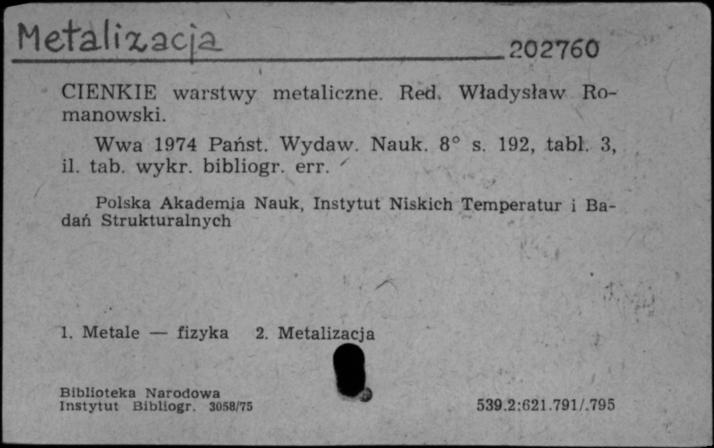 Metalizacja
202760
CIENKIE warstwy metaliczne. Red. Władysław Ro-
manowski.
Wwa 1974 Państ. Wydaw. Nauk. 8° s. 192, tabl. 3,
il. tab. wykr. bibliogr. err.
Polska Akademia Nauk, Instytut Niskich Temperatur i Ba-
dań Strukturalnych
1. Metale — fizyka 2. Metalizacja
Biblioteka Narodowa
Instytut Bibliogr. 3058/75
539.2:621.791/.795